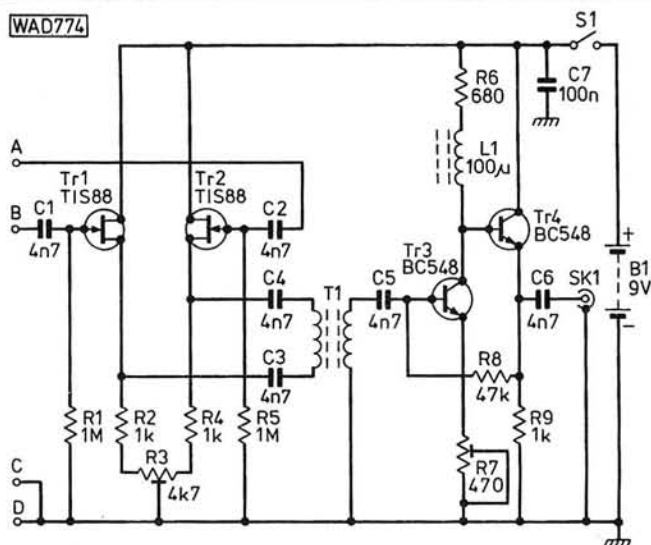 WAD774
S1
R6
680
C7
100n
A
L1
100µ
Tr1
TIS88
Tr2
TIS88
B
C1
4n7
C2
4n7
Tr4
BC548
Tr3
BC548
C4
4n7
T1
C5
4n7
C6
4n7
SK1
+
B1
9V
-
C3
4n7
R8
47k
R1
1M
R2
1k
R4
1k
R5
1M
R9
1k
R3
4k7
R7
470
C
D